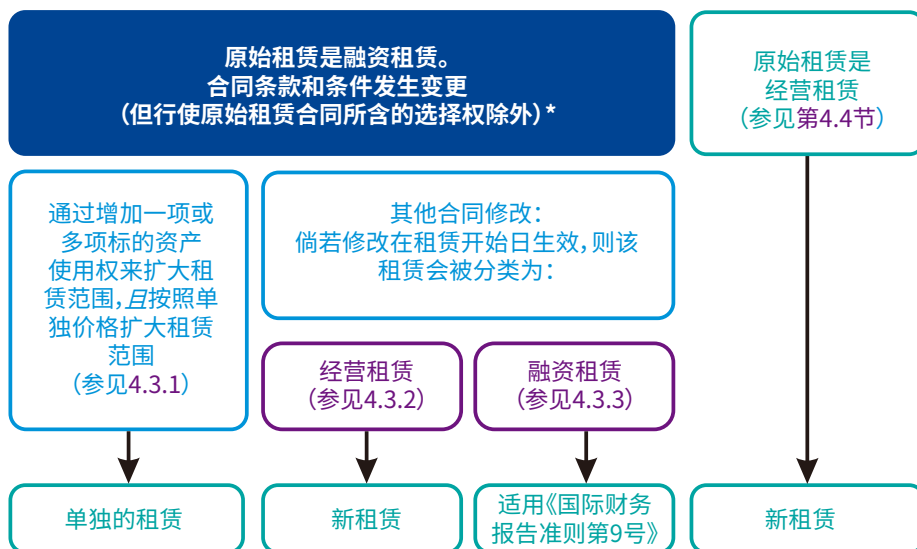 原始租赁是融资租赁。
合同条款和条件发生变更
（但行使原始租赁合同所含的选择权除外）*
原始租赁是
经营租赁
（参见第4.4节）
通过增加一项或
多项标的资产
使用权来扩大租
赁范围，且按照单
独价格扩大租赁
范围
（参见4.3.1）
其他合同修改：
倘若修改在租赁开始日生效，则该
租赁会被分类为：
经营租赁
（参见4.3.2）
融资租赁
（参见4.3.3）
单独的租赁
新租赁
适用《国际财务
报告准则第9号》
新租赁